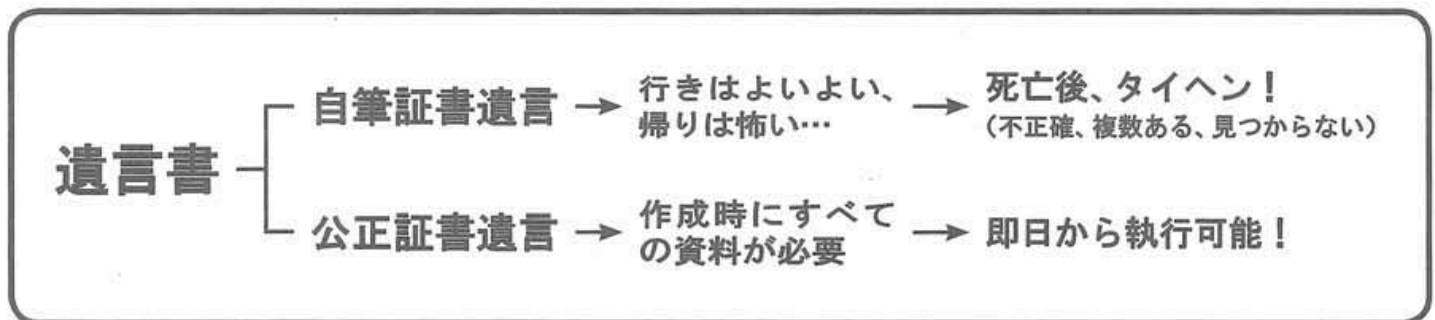 遺言書
自筆証書遺言
行きはよいよい、
帰りは怖い…
死亡後、タイヘン！
（不正確、複数ある、見つからない）
公正証書遺言
作成時にすべて
の資料が必要
即日から執行可能！